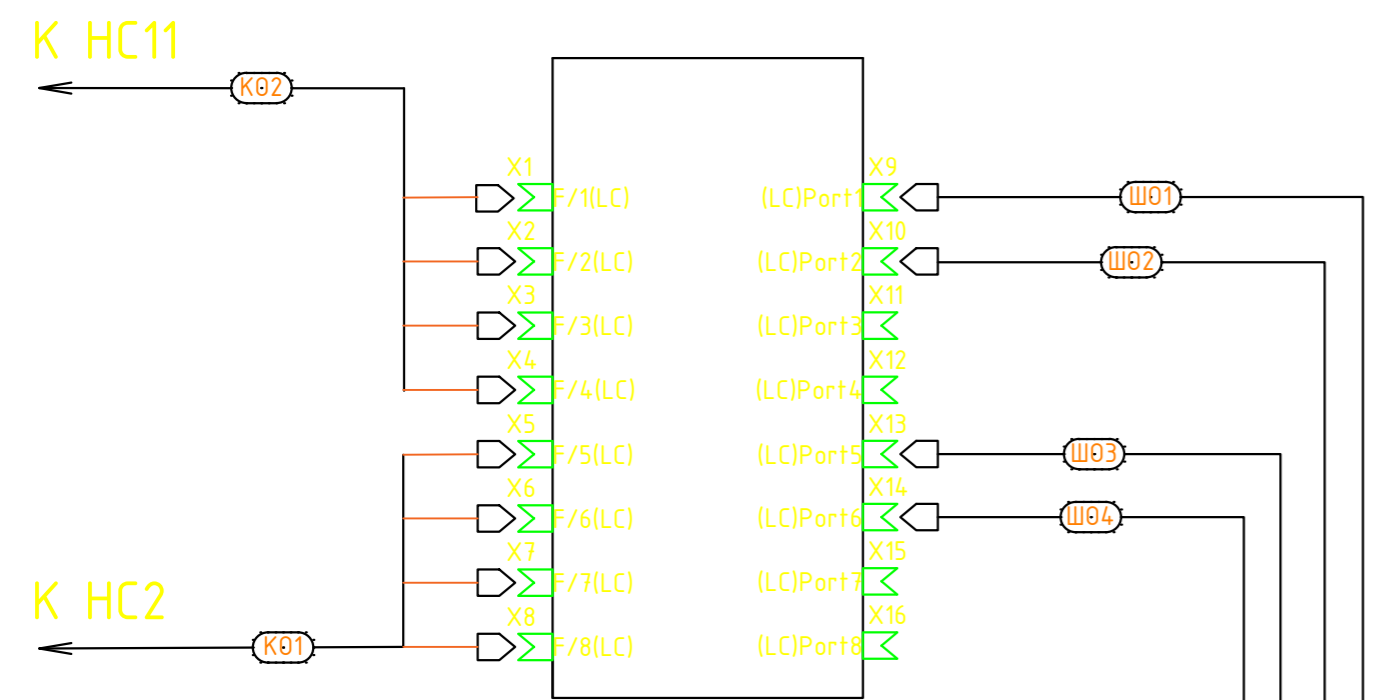 К НС11
К02
X1 X9
F/1(LC) (LC)Port1 Ш01
X2 X10
F/2(LC) (LC)Port2 Ш02
X3 X11
F/3(LC) (LC)Port3
X4 X12
F/4(LC) (LC)Port4
X5 X13
F/5(LC) (LC)Port5 Ш03
X6 X14
F/6(LC) (LC)Port6 Ш04
X7 X15
F/7(LC) (LC)Port7
К НС2
X8 X16
К01 F/8(LC) (LC)Port8